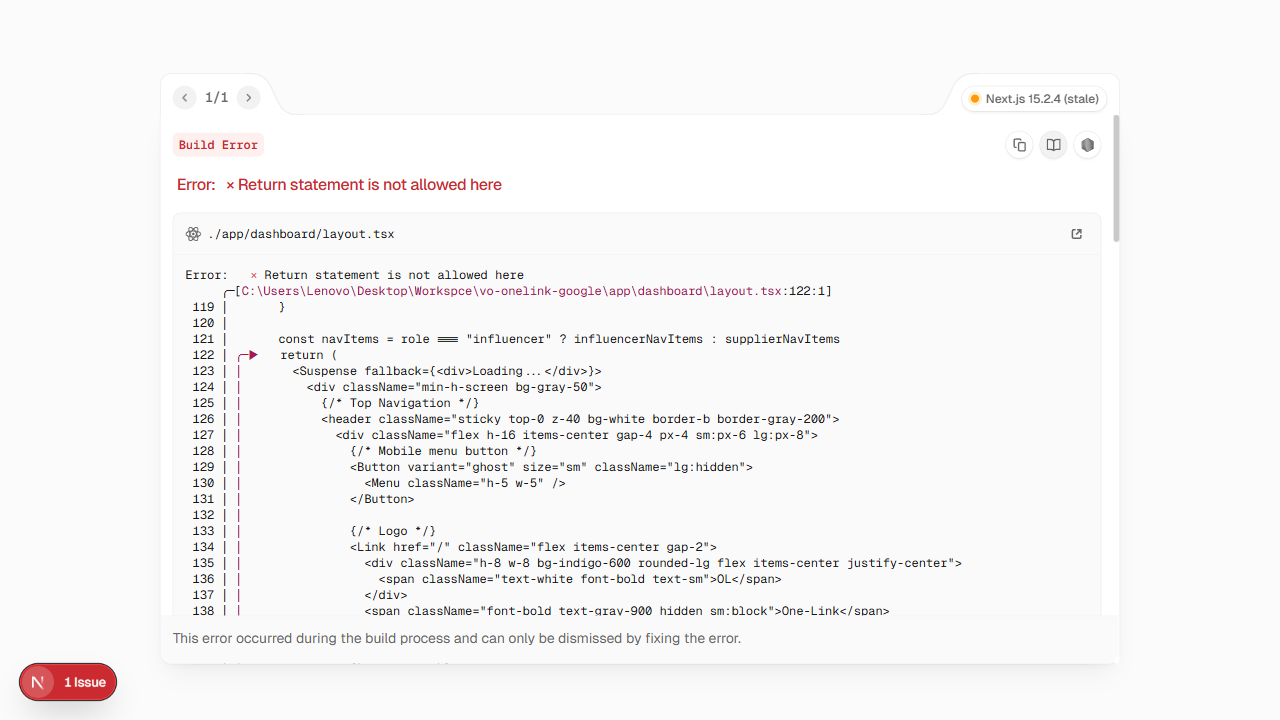 1/1
Next.js 15.2.4 (stale)
Build Error
Error: × Return statement is not allowed here
./app/dashboard/layout.tsx
Error:   × Return statement is not allowed here
╭─[C:\Users\Lenovo\Desktop\Workspce\vo-onelink-google\app\dashboard\layout.tsx:122:1]
119 │       }
120 │
121 │       const navItems = role === "influencer" ? influencerNavItems : supplierNavItems
122 │ ╭─▶   return (
123 │ │       <Suspense fallback={<div>Loading...</div>}>
124 │ │         <div className="min-h-screen bg-gray-50">
125 │ │           {/* Top Navigation */}
126 │ │           <header className="sticky top-0 z-40 bg-white border-b border-gray-200">
127 │ │             <div className="flex h-16 items-center gap-4 px-4 sm:px-6 lg:px-8">
128 │ │               {/* Mobile menu button */}
129 │ │               <Button variant="ghost" size="sm" className="lg:hidden">
130 │ │                 <Menu className="h-5 w-5" />
131 │ │               </Button>
132 │ │
133 │ │               {/* Logo */}
134 │ │               <Link href="/" className="flex items-center gap-2">
135 │ │                 <div className="h-8 w-8 bg-indigo-600 rounded-lg flex items-center justify-center">
136 │ │                   <span className="text-white font-bold text-sm">OL</span>
137 │ │                 </div>
138 │ │                 <span className="font-bold text-gray-900 hidden sm:block">One-Link</span>
This error occurred during the build process and can only be dismissed by fixing the error.
N 1 Issue